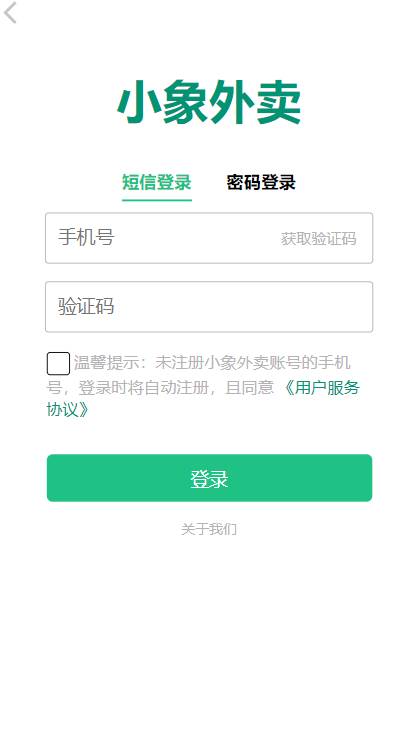 小象外卖
短信登录 密码登录
手机号 获取验证码
验证码
温馨提示：未注册小象外卖账号的手机
号，登录时将自动注册，且同意 《用户服务
协议》
登录
关于我们